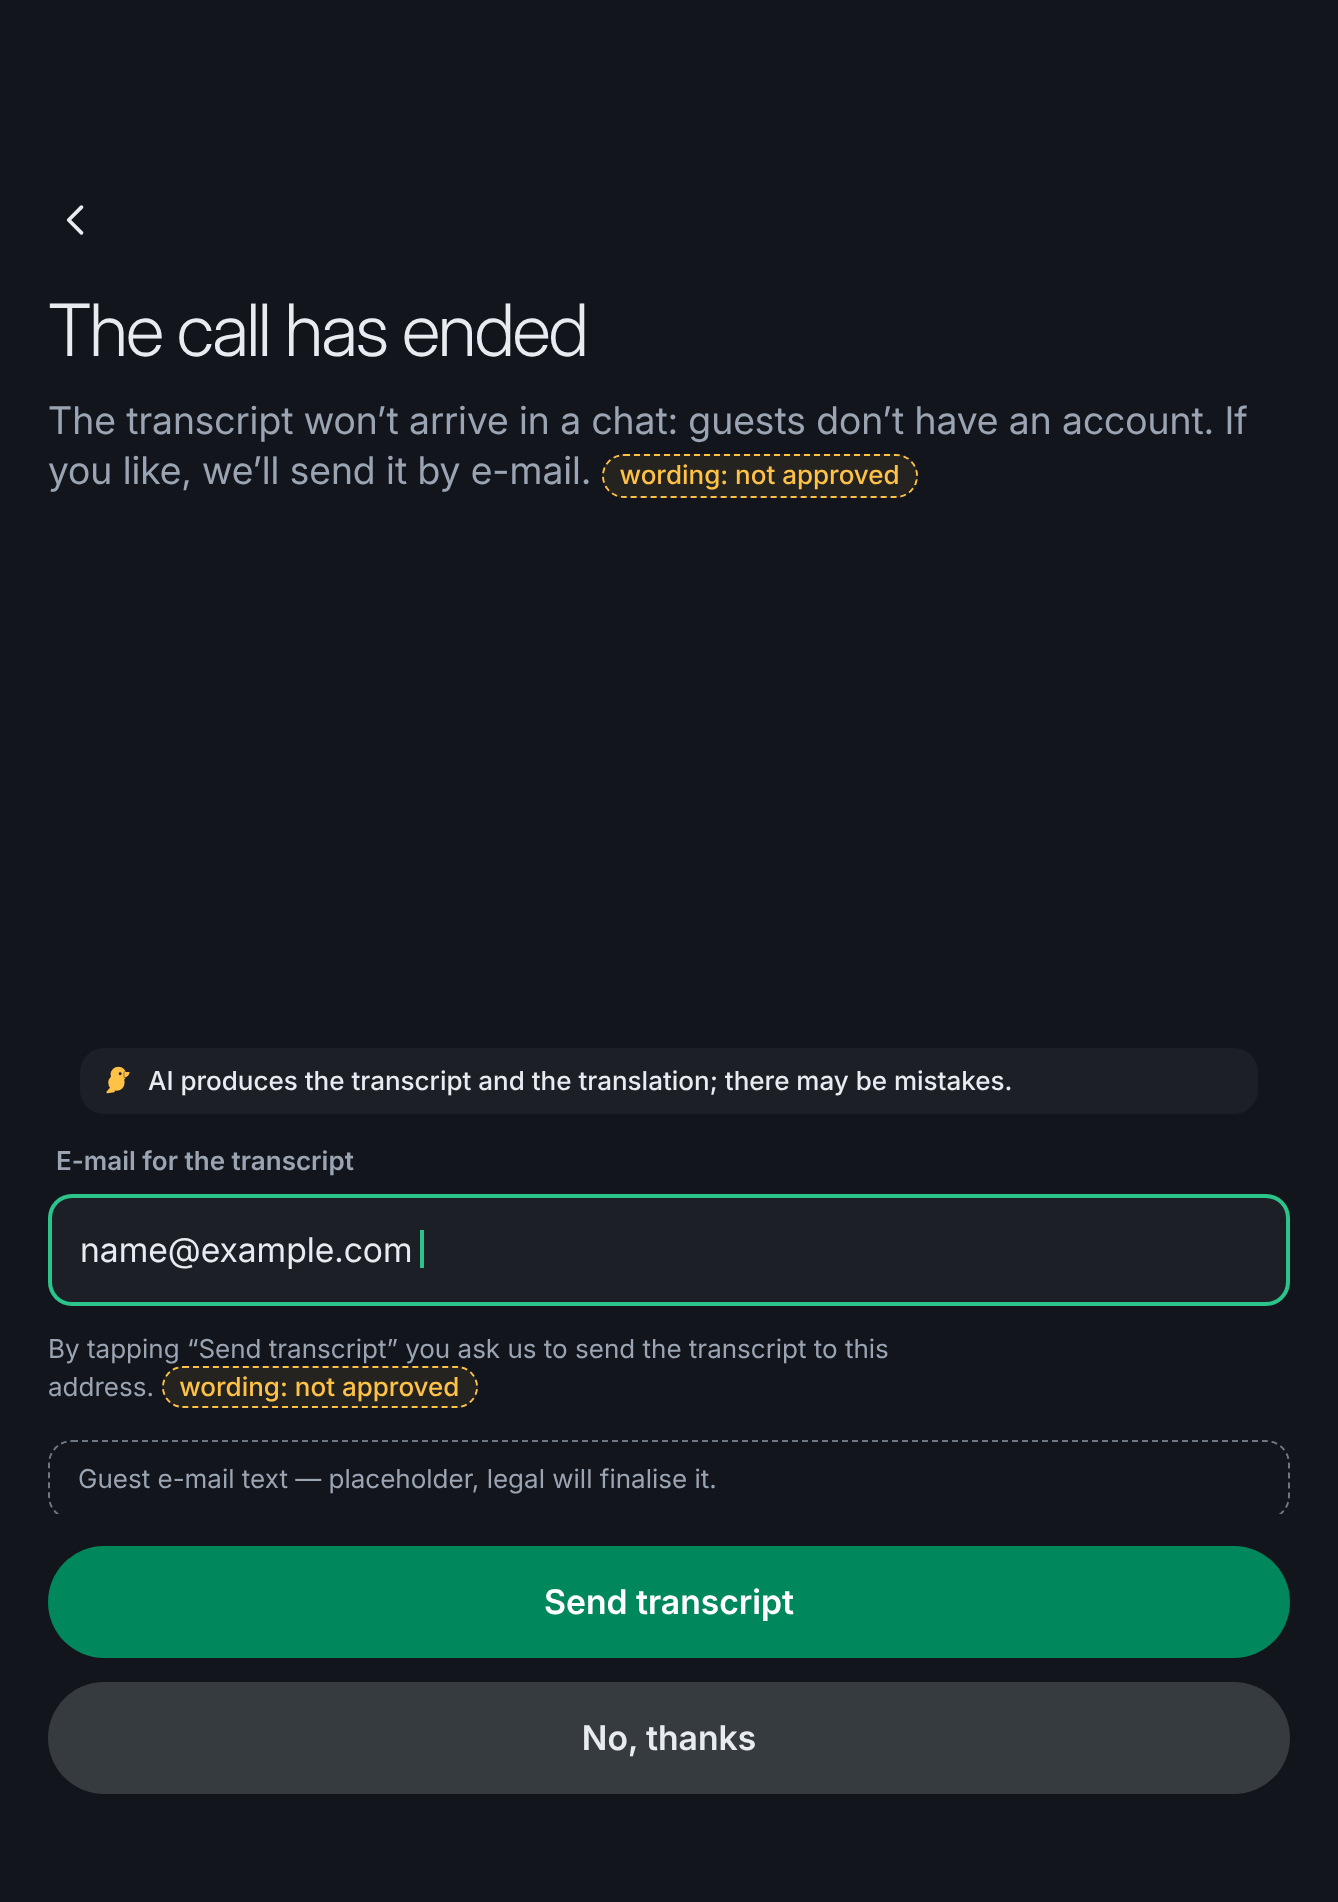 The call has ended
The transcript won’t arrive in a chat: guests don’t have an account. If
you like, we’ll send it by e-mail. wording: not approved
AI produces the transcript and the translation; there may be mistakes.
E-mail for the transcript
name@example.com
By tapping “Send transcript” you ask us to send the transcript to this
address. wording: not approved
Guest e-mail text — placeholder, legal will finalise it.
Send transcript
No, thanks